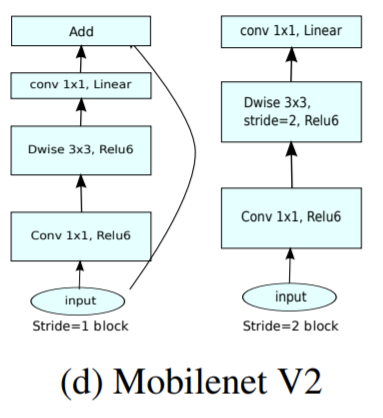 Add
conv 1x1, Linear
Dwise 3x3, Relu6
Conv 1x1, Relu6
input
Stride=1 block
conv 1x1, Linear
Dwise 3x3,
stride=2, Relu6
Conv 1x1, Relu6
input
Stride=2 block
(d) Mobilenet V2